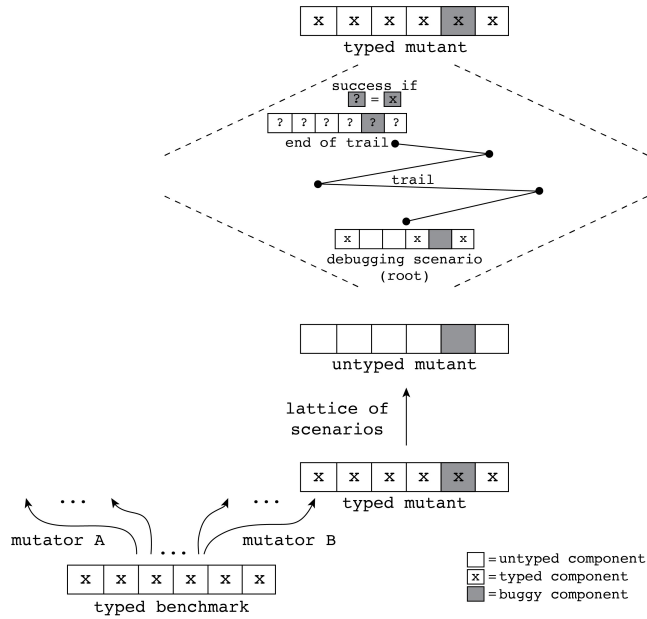 x x x x x x
typed mutant
success if
? = x
? ? ? ? ? ?
end of trail
trail
x x x
debugging scenario
(root)
untyped mutant
lattice of
scenarios
x x x x x x
typed mutant
... ...
mutator A ... mutator B
x x x x x x
typed benchmark
= untyped component
x = typed component
= buggy component